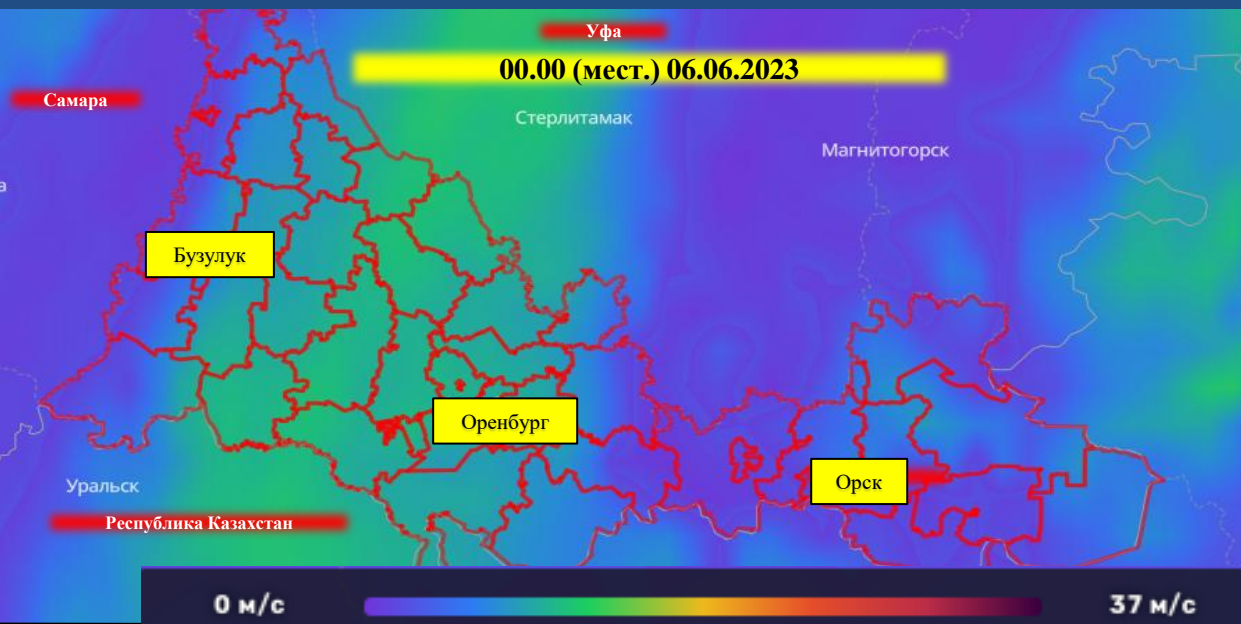 Уфа
00.00 (мест.) 06.06.2023
Самара
Стерлитамак
Магнитогорск
а
Бузулук
Оренбург
Орск
Уральск
Республика Казахстан
0 м/с
37 м/с